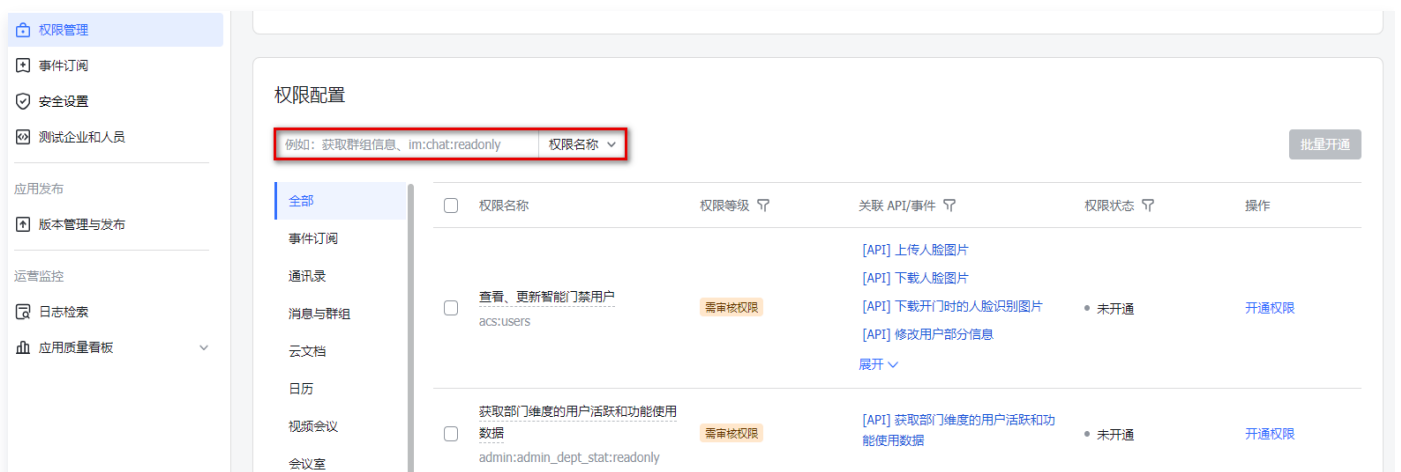 权限管理
事件订阅
安全设置
测试企业和人员
应用发布
版本管理与发布
运营监控
日志检索
应用质量看板
权限配置
例如：获取群组信息、im:chat:readonly 权限名称
批量开通
全部
事件订阅
通讯录
消息与群组
云文档
日历
视频会议
会议室
权限名称 权限等级 关联 API/事件 权限状态 操作
查看、更新智能门禁用户
acs:users
需审核权限
[API] 上传人脸图片
[API] 下载人脸图片
[API] 下载开门时的人脸识别图片
[API] 修改用户部分信息
展开
未开通
开通权限
获取部门维度的用户活跃和功能使用
数据
admin:admin_dept_stat:readonly
需审核权限
[API] 获取部门维度的用户活跃和功
能使用数据
未开通
开通权限